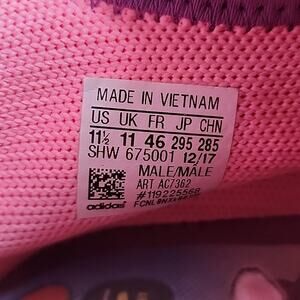 MADE IN VIETNAM
US UK FR JP CHN
11½ 11 46 295 285
SHW 675001 12/17
MALE/MALE
ART AC7362
#119225568
adidas